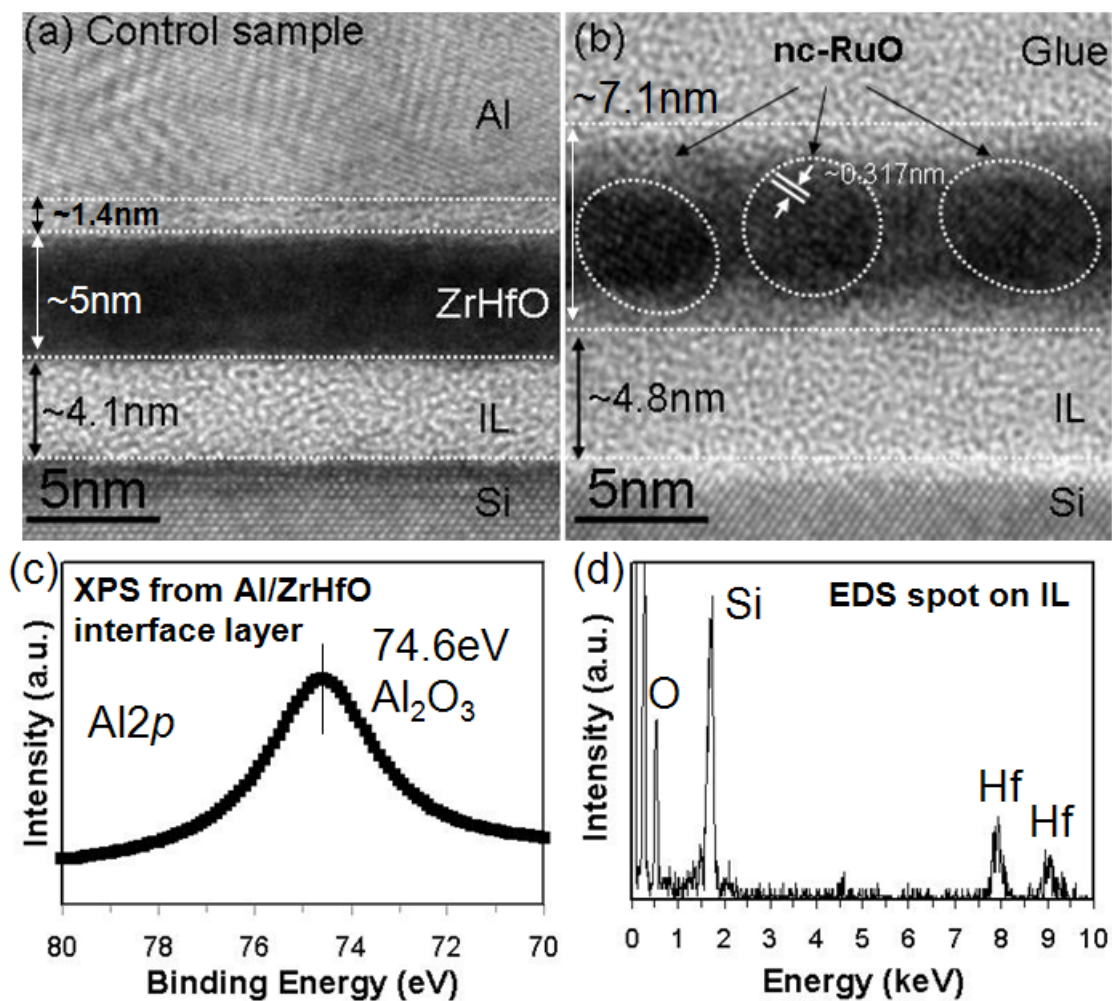 (a) Control sample
Al
~1.4nm
~5nm
ZrHfO
~4.1nm
IL
5nm
Si
(b)
nc-RuO
Glue
~7.1nm
~0.317nm
~4.8nm
IL
5nm
Si
(c)
XPS from Al/ZrHfO
interface layer
74.6eV
Al₂O₃
Al2p
Intensity (a.u.)
80 78 76 74 72 70
Binding Energy (eV)
(d)
EDS spot on IL
Si
O
Hf
Hf
Intensity (a.u.)
0 1 2 3 4 5 6 7 8 9 10
Energy (keV)